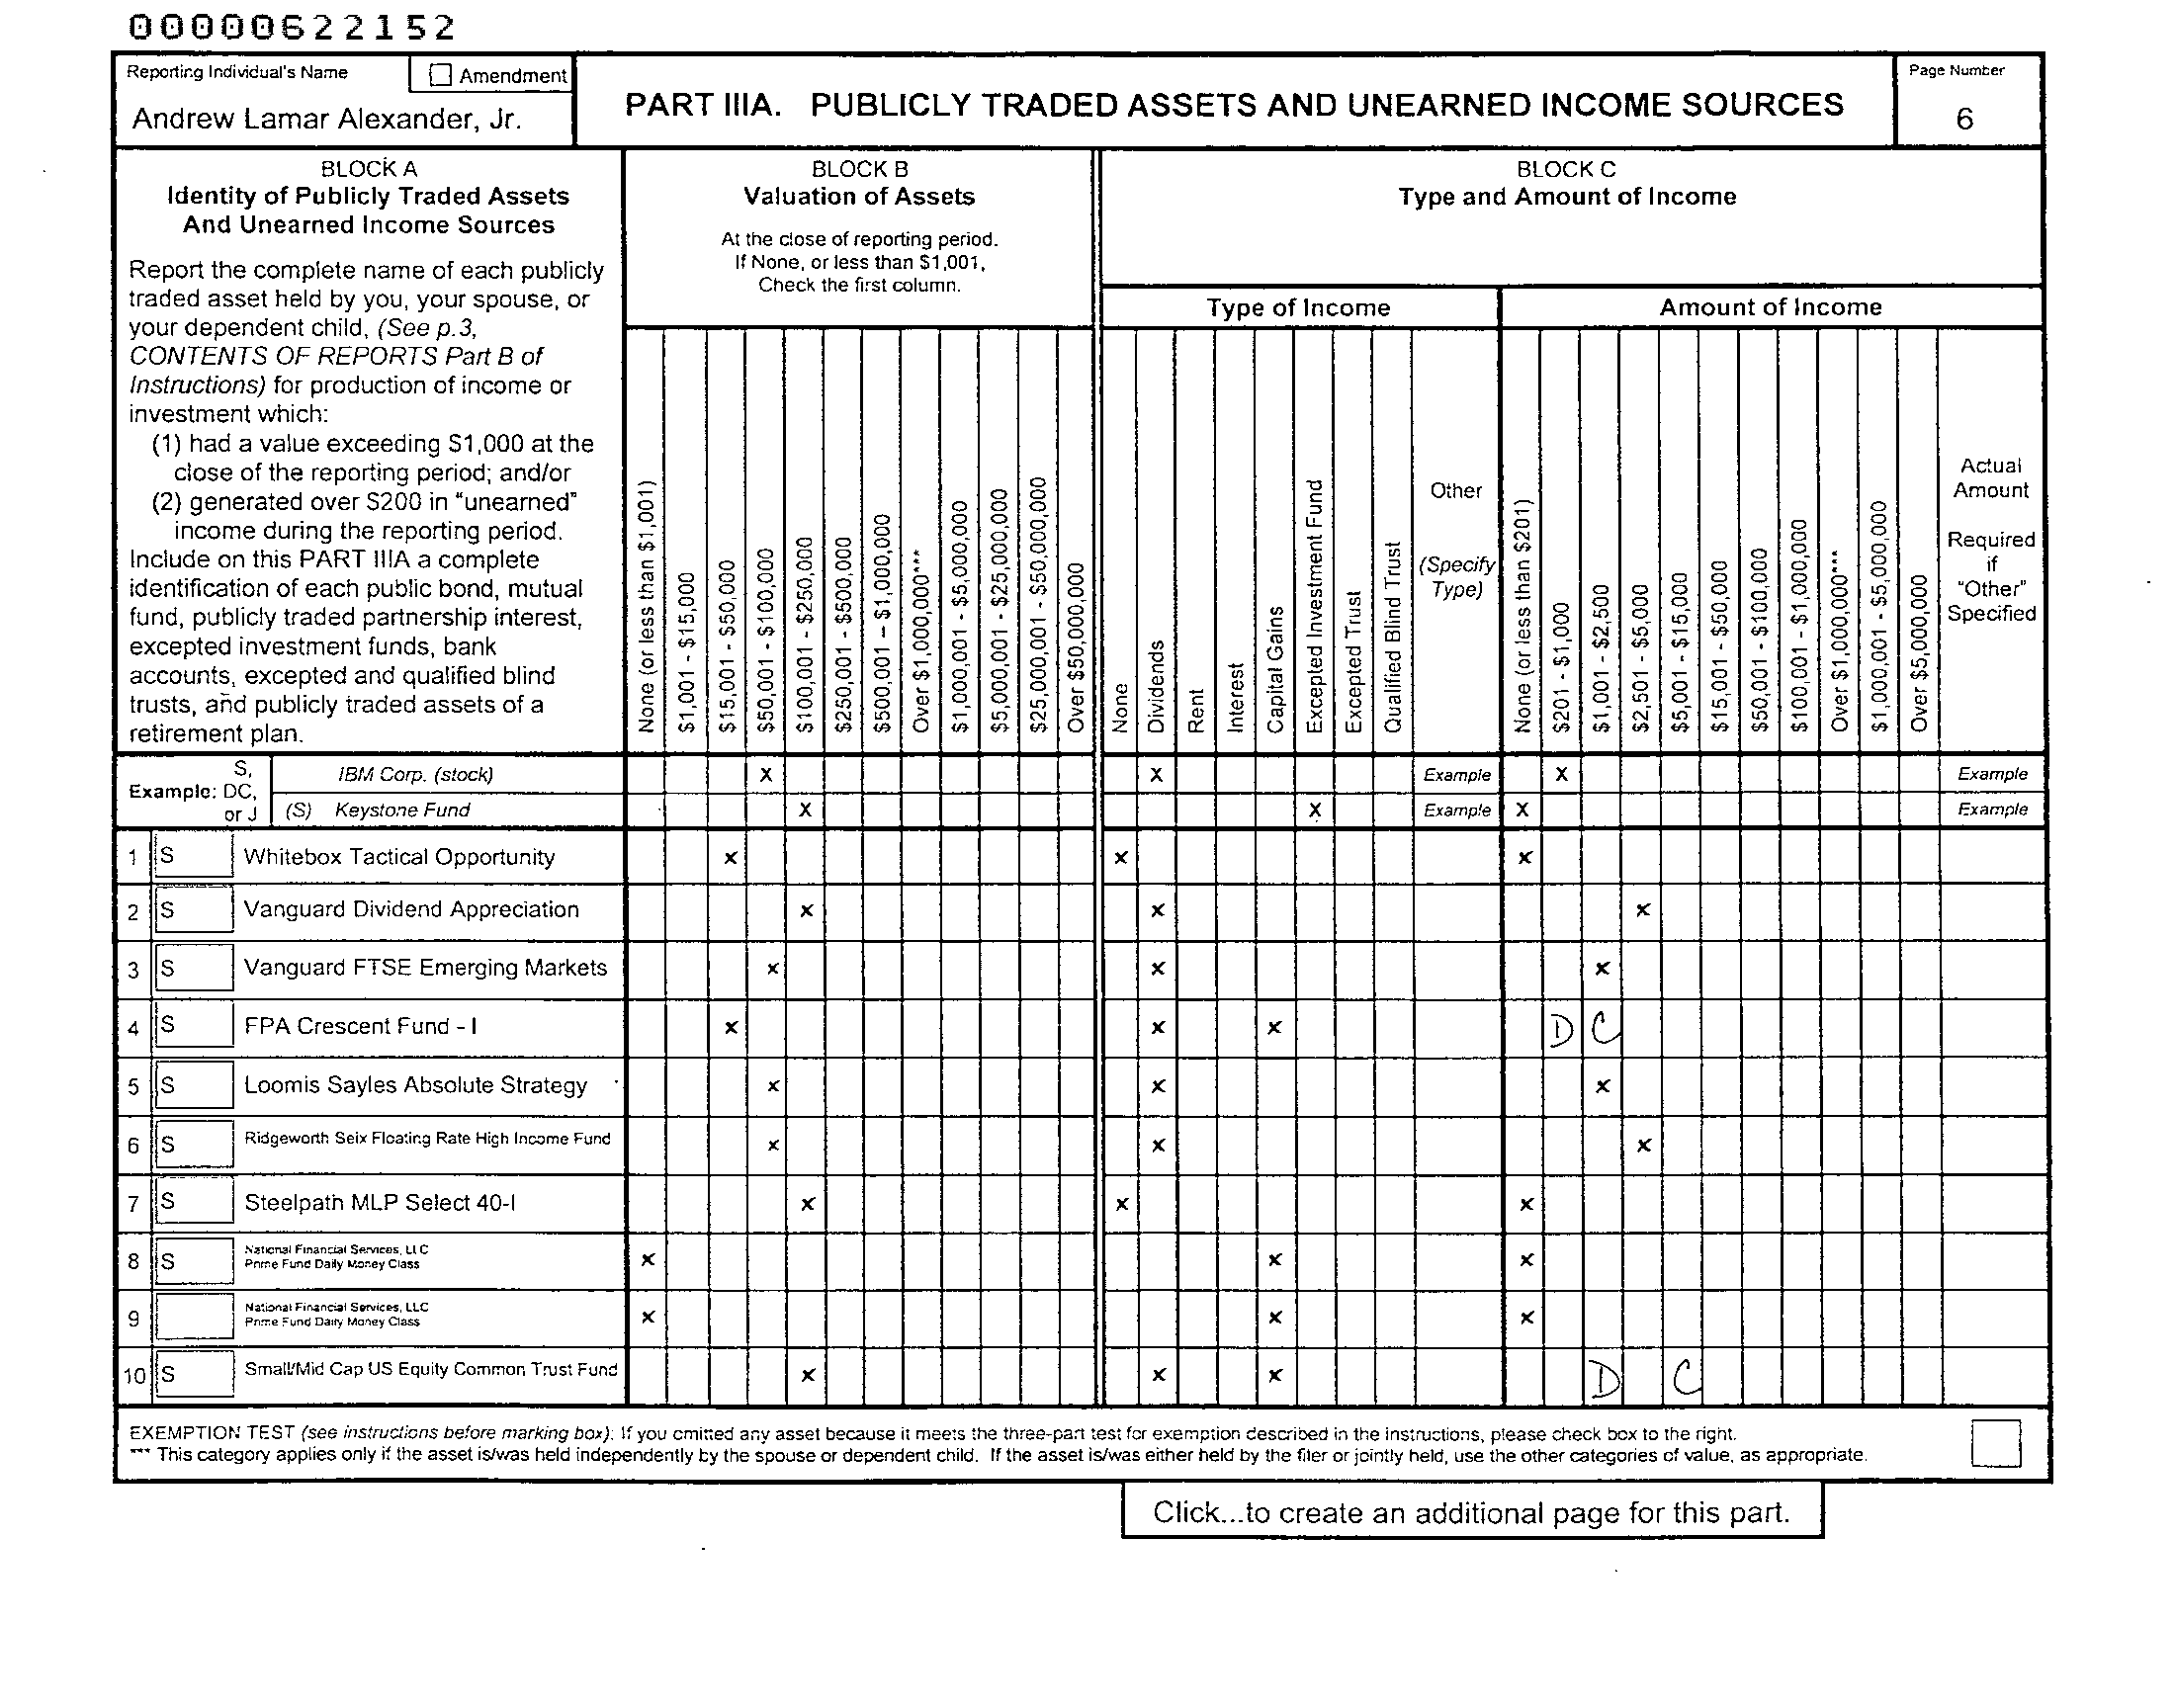 00000622152
Reporting Individual's Name
Amendment
Andrew Lamar Alexander, Jr.
PART IIIA. PUBLICLY TRADED ASSETS AND UNEARNED INCOME SOURCES
Page Number
6
BLOCK A
Identity of Publicly Traded Assets
And Unearned Income Sources
Report the complete name of each publicly
traded asset held by you, your spouse, or
your dependent child, (See p.3,
CONTENTS OF REPORTS Part B of
Instructions) for production of income or
investment which:
(1) had a value exceeding $1,000 at the
close of the reporting period; and/or
(2) generated over $200 in "unearned"
income during the reporting period.
Include on this PART IIIA a complete
identification of each public bond, mutual
fund, publicly traded partnership interest,
excepted investment funds, bank
accounts, excepted and qualified blind
trusts, and publicly traded assets of a
retirement plan.
BLOCK B
Valuation of Assets
At the close of reporting period.
If None, or less than $1,001,
Check the first column.
None (or less than $1,001)
$1,001 - $15,000
$15,001 - $50,000
$50,001 - $100,000
$100,001 - $250,000
$250,001 - $500,000
$500,001 – $1,000,000
Over $1,000,000***
$1,000,001 - $5,000,000
$5,000,001 - $25,000,000
$25,000,001 - $50,000,000
Over $50,000,000
BLOCK C
Type and Amount of Income
Type of Income
None
Dividends
Rent
Interest
Capital Gains
Excepted Investment Fund
Excepted Trust
Qualified Blind Trust
Other
(Specify
Type)
Amount of Income
None (or less than $201)
$201 - $1,000
$1,001 - $2,500
$2,501 - $5,000
$5,001 - $15,000
$15,001 - $50,000
$50,001 - $100,000
$100,001 - $1,000,000
Over $1,000,000***
$1,000,001 - $5,000,000
Over $5,000,000
Actual
Amount
Required
if
"Other"
Specified
Example: S, DC, or J
IBM Corp. (stock) X X Example X Example
(S) Keystone Fund X X Example X Example
1 S Whitebox Tactical Opportunity x x x
2 S Vanguard Dividend Appreciation x x x
3 S Vanguard FTSE Emerging Markets x x x
4 S FPA Crescent Fund - I x x x D C
5 S Loomis Sayles Absolute Strategy x x x
6 S Ridgeworth Seix Floating Rate High Income Fund x x x
7 S Steelpath MLP Select 40-I x x x
8 S National Financial Services, LLC
Prime Fund Daily Money Class x x x
9 National Financial Services, LLC
Prime Fund Daily Money Class x x x
10 S Small/Mid Cap US Equity Common Trust Fund x x x D C
EXEMPTION TEST (see instructions before marking box): If you omitted any asset because it meets the three-part test for exemption described in the instructions, please check box to the right.
*** This category applies only if the asset is/was held independently by the spouse or dependent child. If the asset is/was either held by the filer or jointly held, use the other categories of value, as appropriate.
Click...to create an additional page for this part.